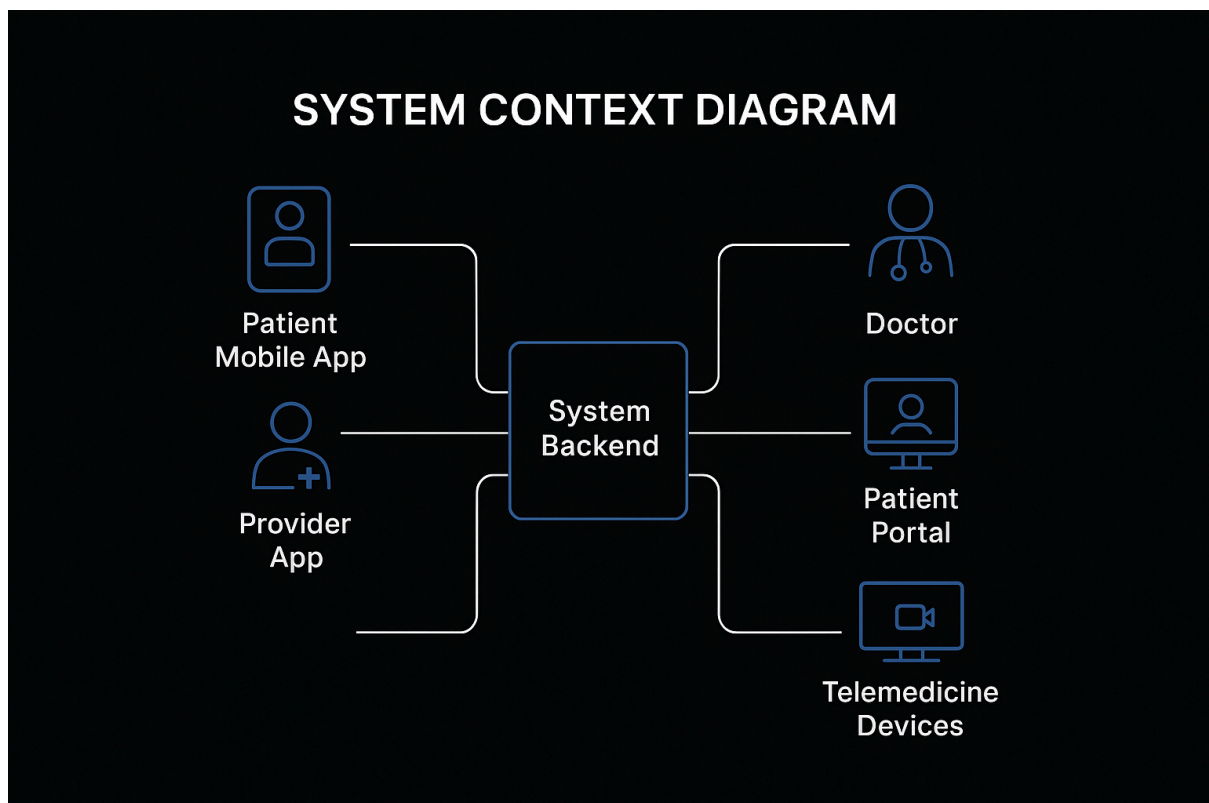 SYSTEM CONTEXT DIAGRAM
Patient
Mobile App
Provider
App
System
Backend
Doctor
Patient
Portal
Telemedicine
Devices